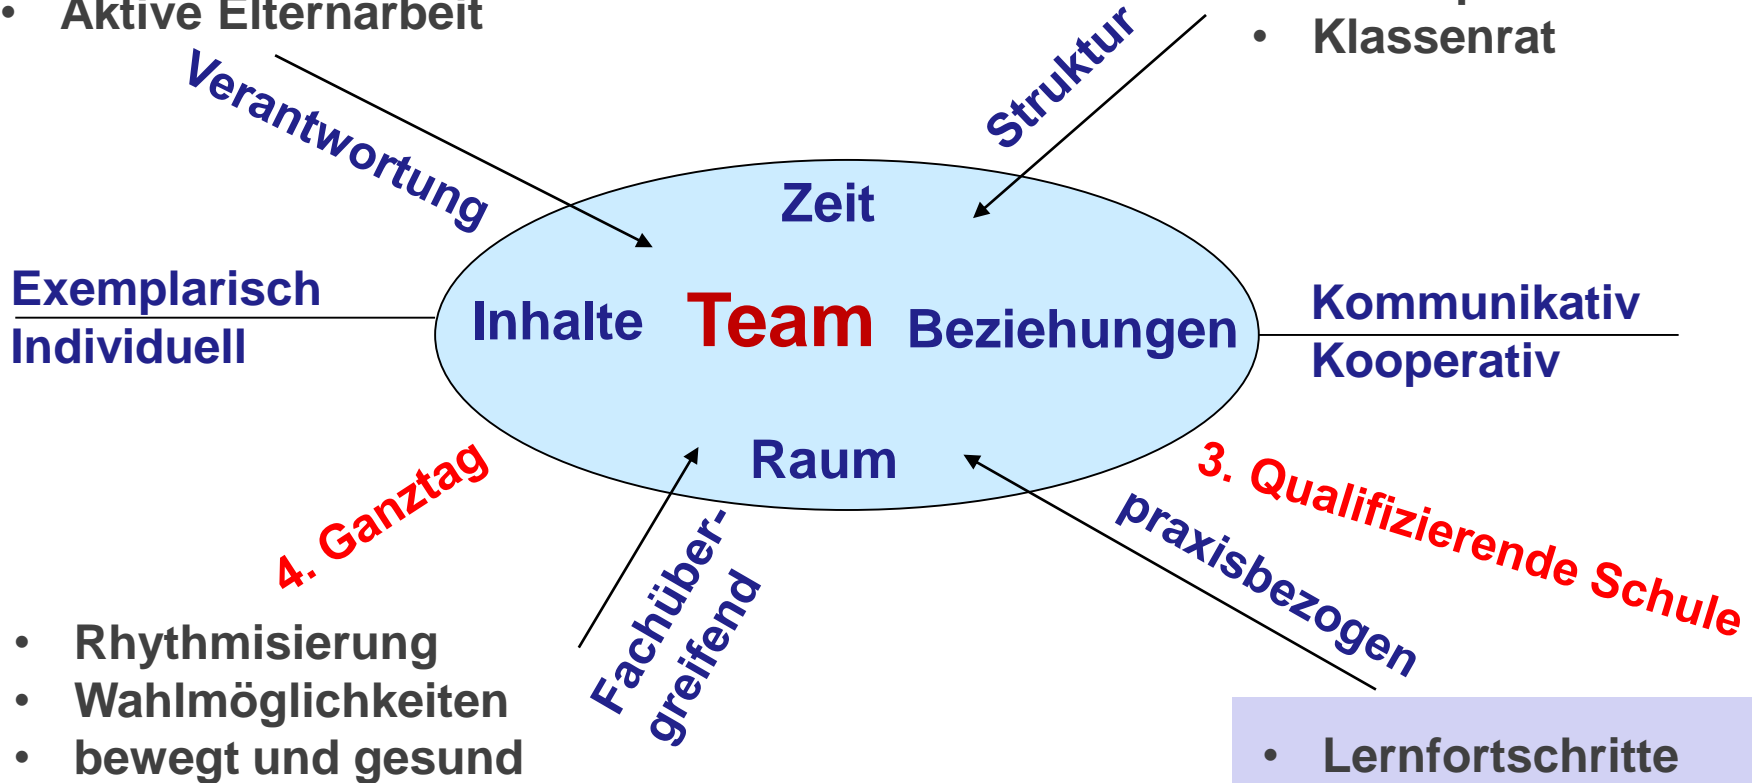 • Aktive Elternarbeit
• Klassenrat
Verantwortung
Struktur
Zeit
Exemplarisch
Individuell
Inhalte
Team
Beziehungen
Kommunikativ
Kooperativ
Raum
4. Ganztag
3. Qualifizierende Schule
Fachüber-
greifend
praxisbezogen
• Rhythmisierung
• Wahlmöglichkeiten
• bewegt und gesund
• Lernfortschritte